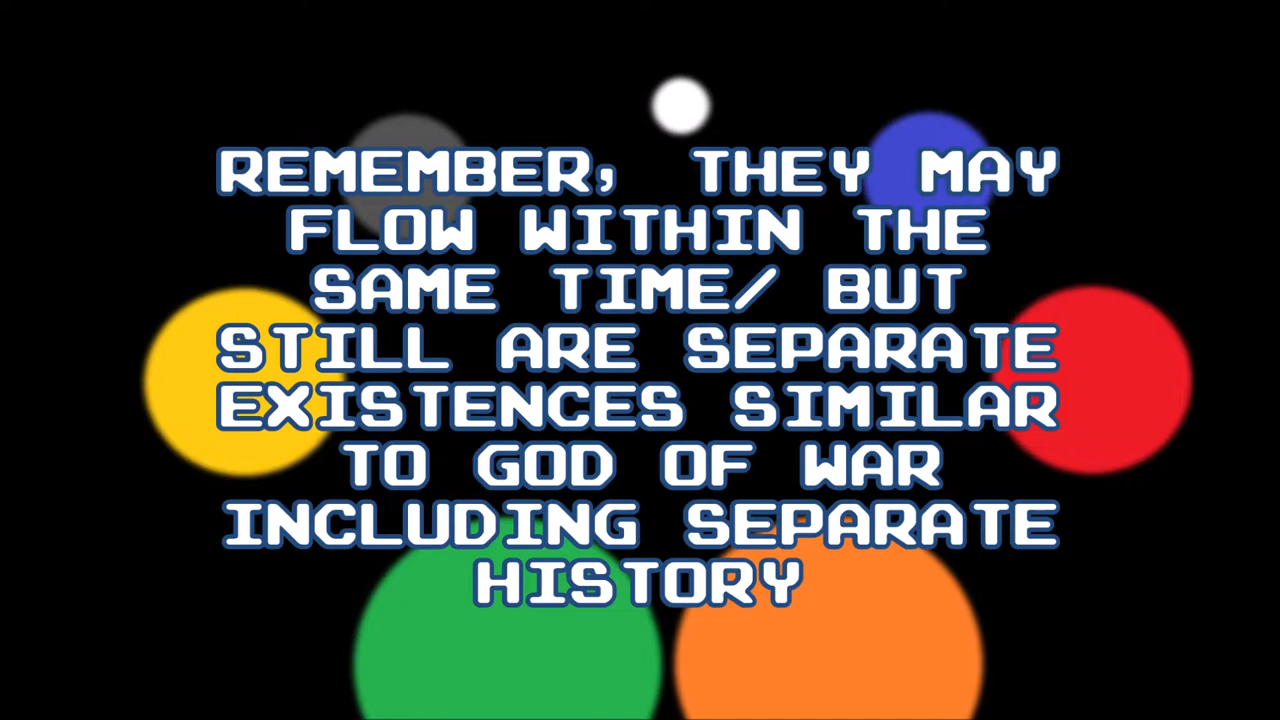 REMEMBER, THEY MAY
FLOW WITHIN THE
SAME TIME/ BUT
STILL ARE SEPARATE
EXISTENCES SIMILAR
TO GOD OF WAR
INCLUDING SEPARATE
HISTORY